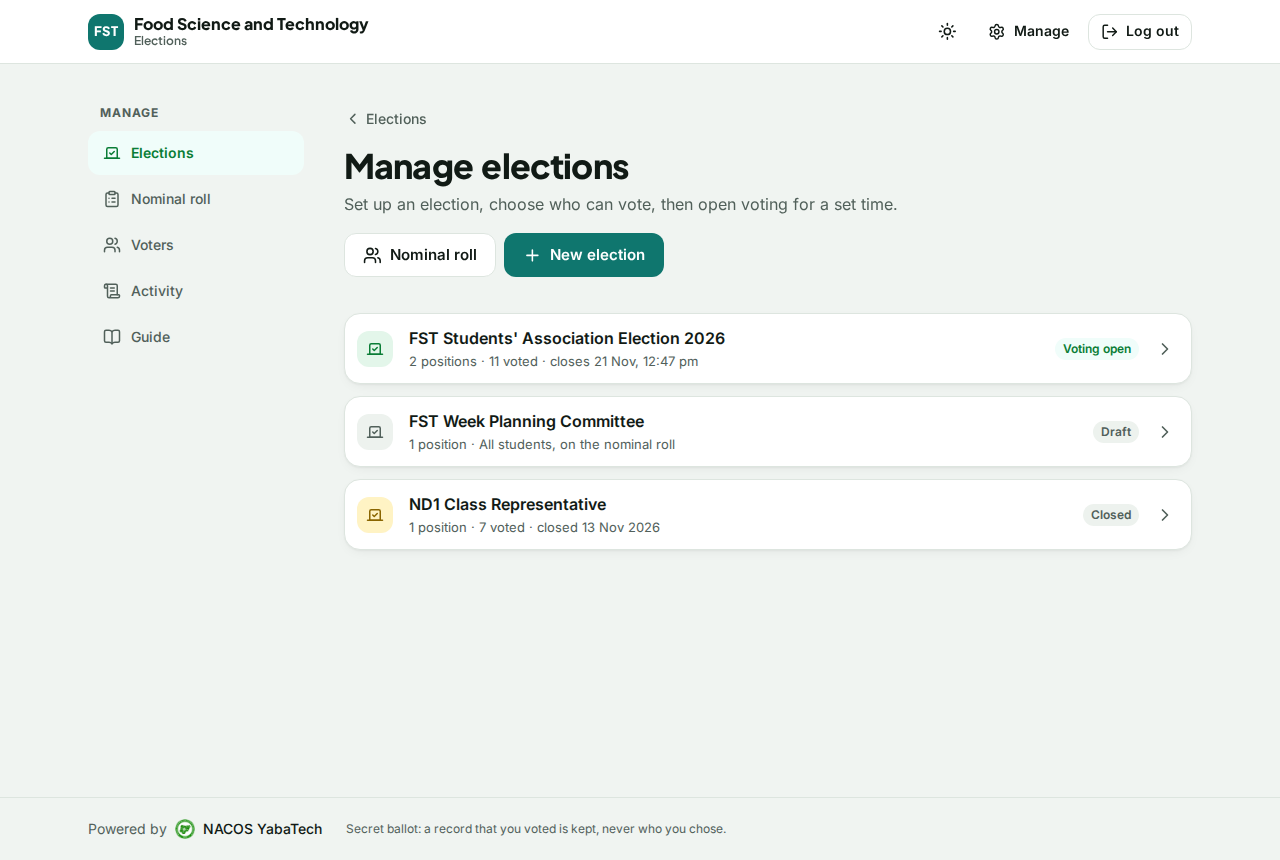 FST
Food Science and Technology
Elections
Manage
Log out
MANAGE
Elections
Nominal roll
Voters
Activity
Guide
Elections
Manage elections
Set up an election, choose who can vote, then open voting for a set time.
Nominal roll
New election
FST Students' Association Election 2026
2 positions · 11 voted · closes 21 Nov, 12:47 pm
Voting open
FST Week Planning Committee
1 position · All students, on the nominal roll
Draft
ND1 Class Representative
1 position · 7 voted · closed 13 Nov 2026
Closed
Powered by NACOS YabaTech
Secret ballot: a record that you voted is kept, never who you chose.